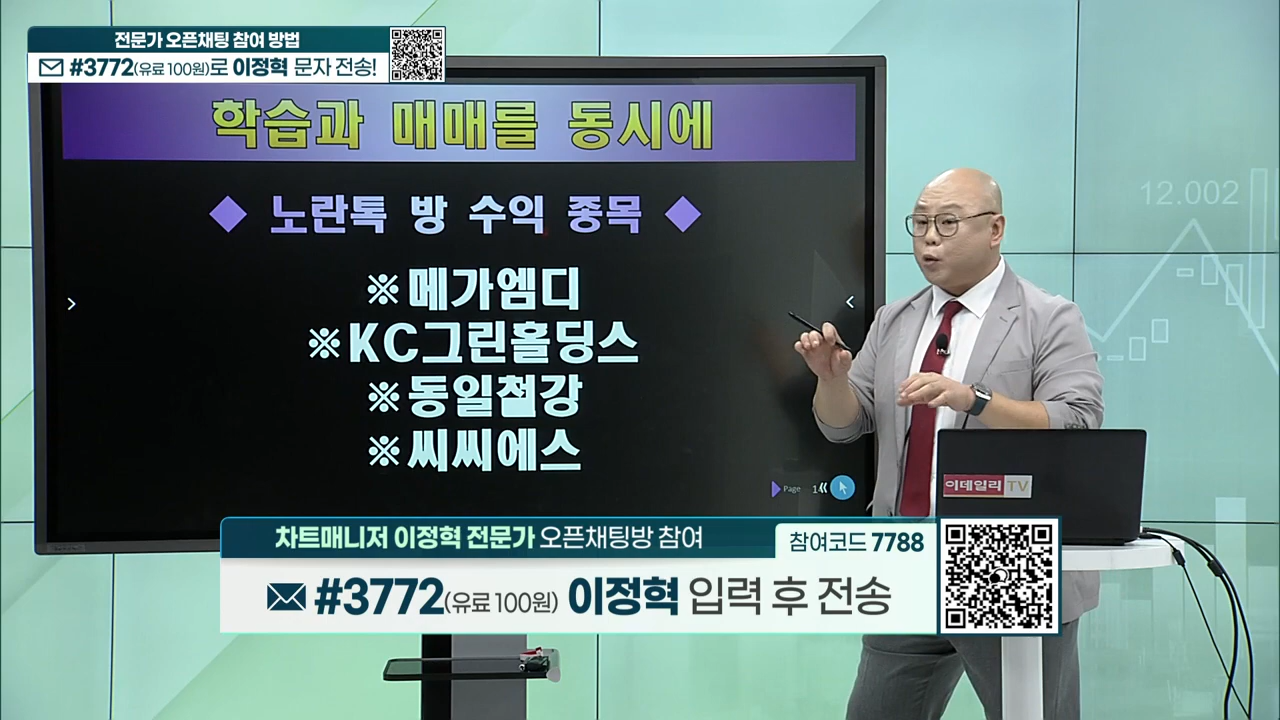 전문가 오픈채팅 참여 방법
#3772(유료 100원)로 이정혁 문자 전송!
학습과 매매를 동시에
◆ 노란톡 방 수익 종목 ◆
※메가엠디
※KC그린홀딩스
※동일철강
※씨씨에스
12.002
Page 1
이데일리TV
차트매니저 이정혁 전문가 오픈채팅방 참여
참여코드 7788
#3772(유료 100원) 이정혁 입력 후 전송